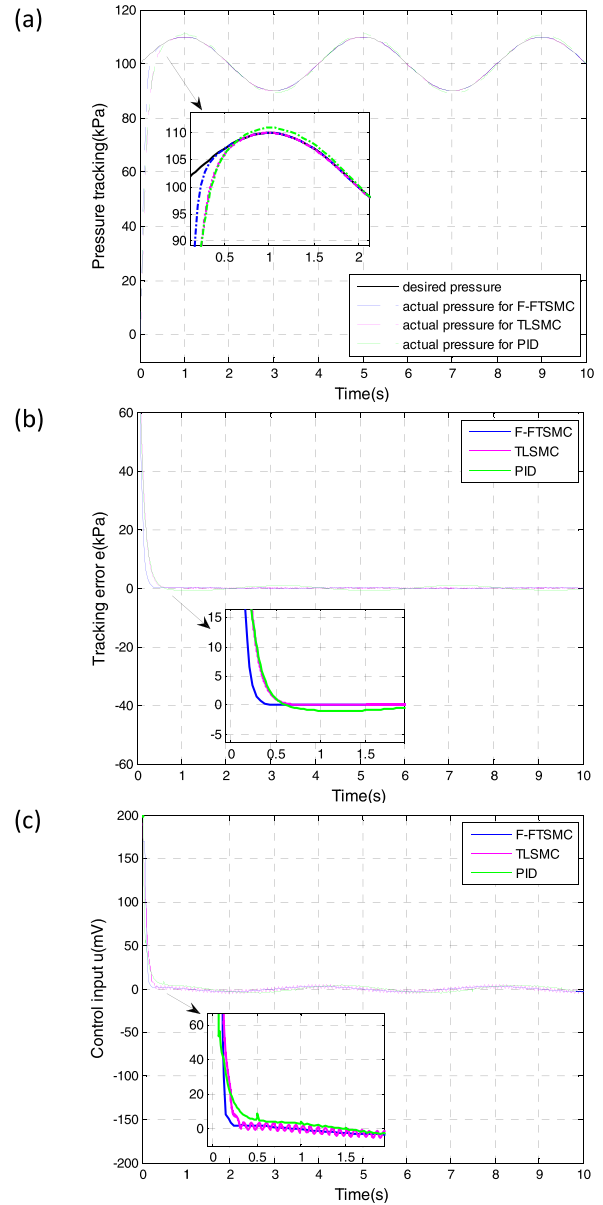 (a)
Pressure tracking(kPa)
120
100
80
60
40
20
0
110
105
100
95
90
0.5
1
1.5
2
desired pressure
actual pressure for F-FTSMC
actual pressure for TLSMC
actual pressure for PID
0 1 2 3 4 5 6 7 8 9 10
Time(s)
(b)
Tracking error e(kPa)
60
40
20
0
-20
-40
-60
F-FTSMC
TLSMC
PID
15
10
5
0
-5
0 0.5 1 1.5
0 1 2 3 4 5 6 7 8 9 10
Time(s)
(c)
Control input u(mV)
200
150
100
50
0
-50
-100
-150
-200
F-FTSMC
TLSMC
PID
60
40
20
0
0 0.5 1 1.5
0 1 2 3 4 5 6 7 8 9 10
Time(s)